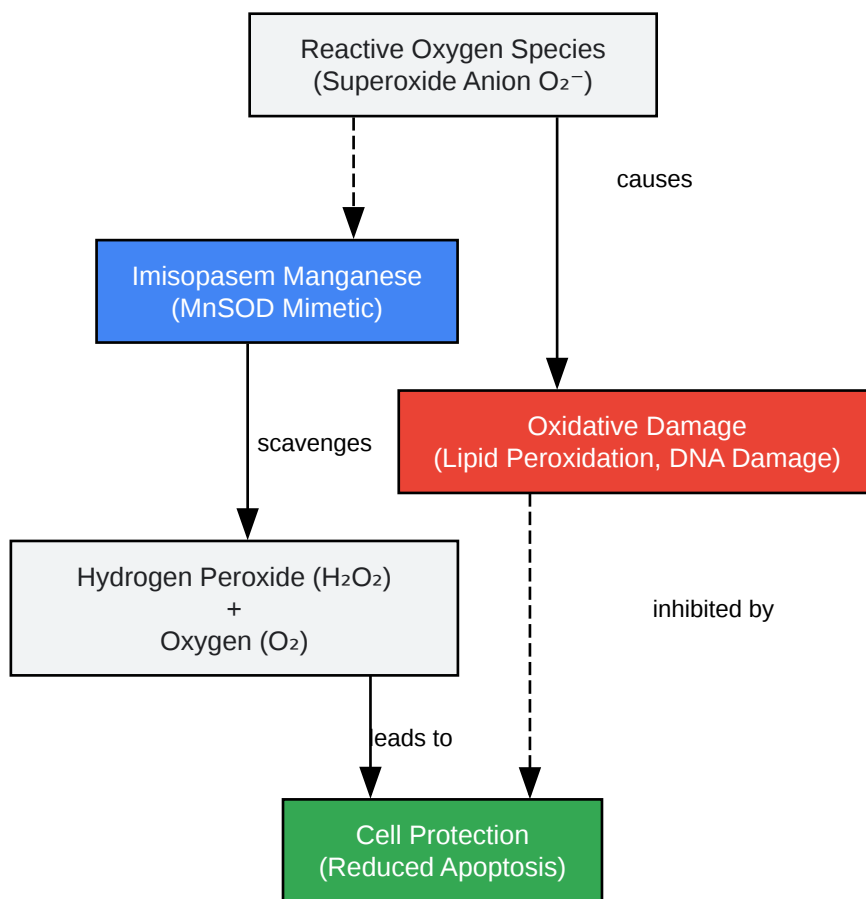 Reactive Oxygen Species
(Superoxide Anion O₂⁻)
causes
Imisopasem Manganese
(MnSOD Mimetic)
Oxidative Damage
(Lipid Peroxidation, DNA Damage)
scavenges
Hydrogen Peroxide (H₂O₂)
+
Oxygen (O₂)
inhibited by
leads to
Cell Protection
(Reduced Apoptosis)